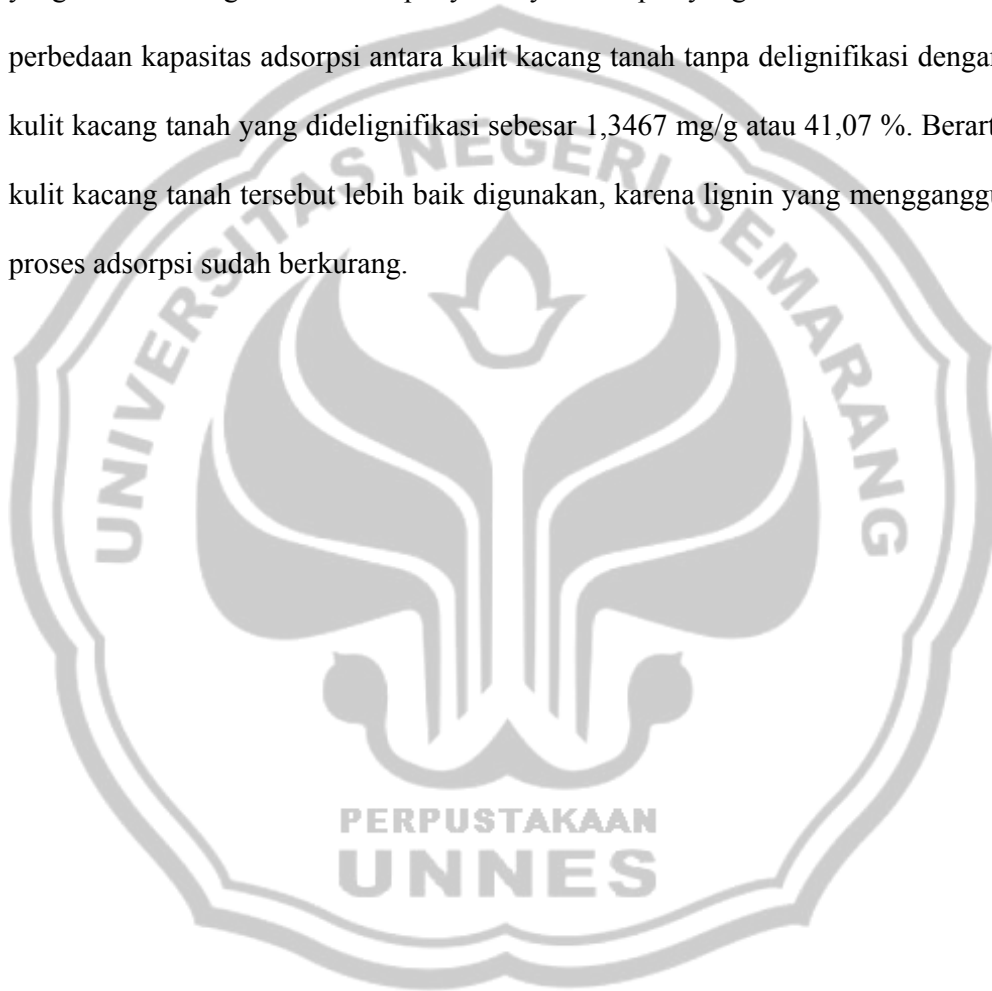 perbedaan kapasitas adsorpsi antara kulit kacang tanah tanpa delignifikasi dengan
kulit kacang tanah yang didelignifikasi sebesar 1,3467 mg/g atau 41,07 %. Berart
kulit kacang tanah tersebut lebih baik digunakan, karena lignin yang mengganggu
proses adsorpsi sudah berkurang.
UNIVERSITAS NEGERI SEMARANG
PERPUSTAKAAN
UNNES